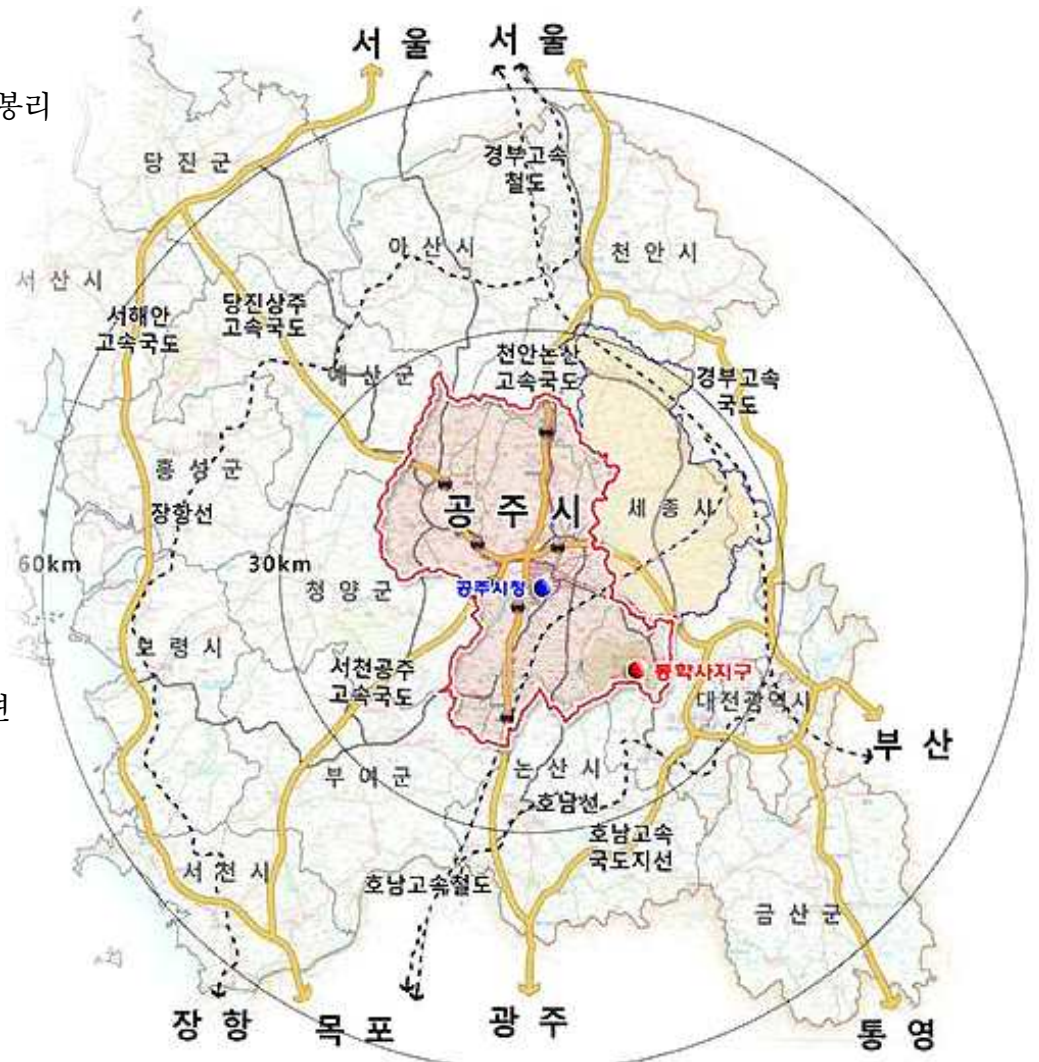 서 울
서 울
봉리
경부고속
철도
당 진 군
아 산 시
천 안 시
서 산 시
당진상주
고속국도
서해안
고속국도
천안논산
고속국도
경부고속
국도
예 산 군
홍 성 군
공 주 시
세 종 시
장항선
60km
30km
청 양 군
공주시청
보 령 시
서천공주
고속국도
동학사지구
대전광역시
부 산
부 여 군
논 산 시
호남선
호남고속
국도지선
서 천 시
호남고속철도
금 산 군
장 항
목 포
광 주
통 영